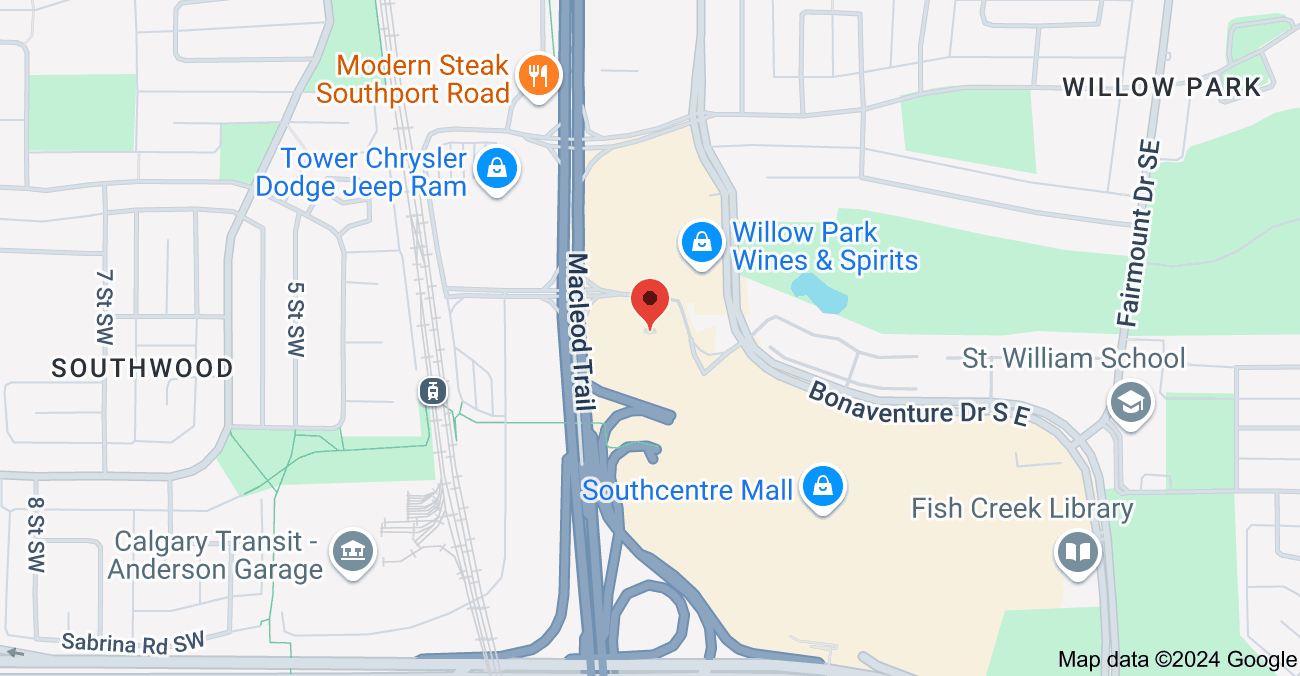 Modern Steak
Southport Road
WILLOW PARK
Tower Chrysler
Dodge Jeep Ram
Fairmount Dr SE
Willow Park
Wines & Spirits
Macleod Trail
7 St SW
5 St SW
SOUTHWOOD
St. William School
Bonaventure Dr S E
Southcentre Mall
8 St SW
Fish Creek Library
Calgary Transit -
Anderson Garage
Sabrina Rd SW
Map data ©2024 Google